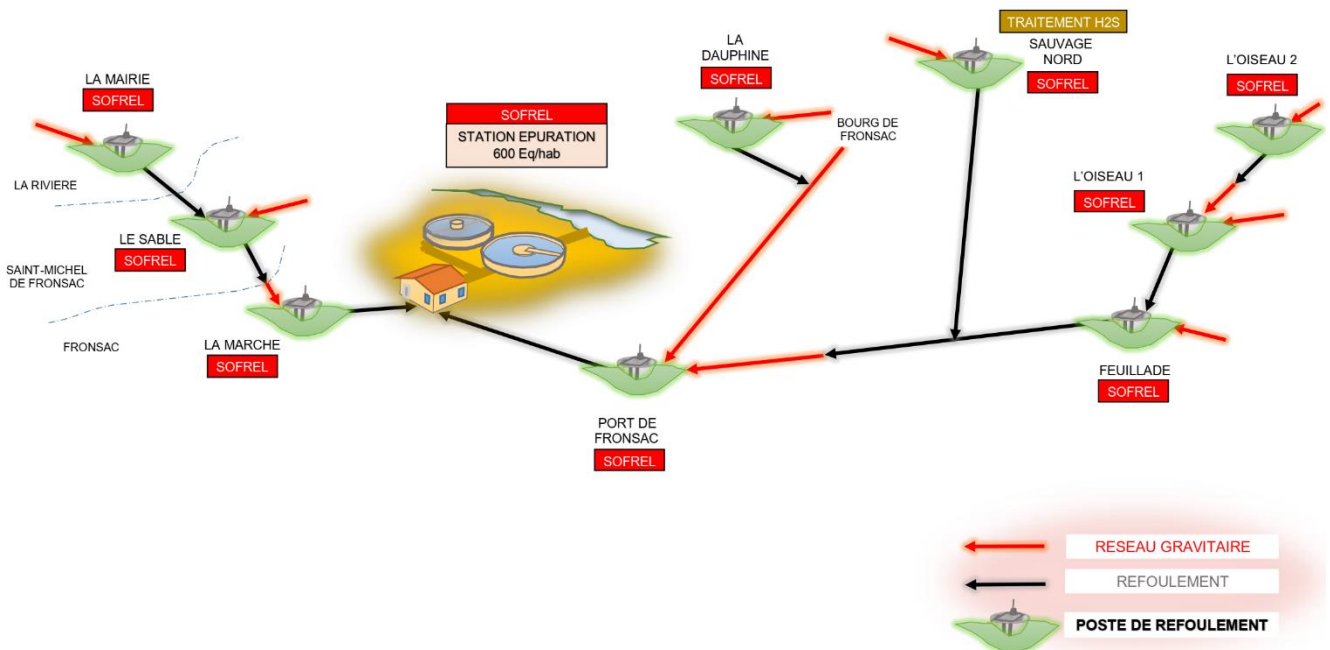 TRAITEMENT H2S
SAUVAGE
NORD
SOFREL
LA
DAUPHINE
SOFREL
L'OISEAU 2
SOFREL
LA MAIRIE
SOFREL
SOFREL
STATION EPURATION
600 Eq/hab
BOURG DE
FRONSAC
L'OISEAU 1
SOFREL
LA RIVIERE
LE SABLE
SOFREL
SAINT-MICHEL
DE FRONSAC
FRONSAC
LA MARCHE
SOFREL
FEUILLADE
SOFREL
PORT DE
FRONSAC
SOFREL
RESEAU GRAVITAIRE
REFOULEMENT
POSTE DE REFOULEMENT